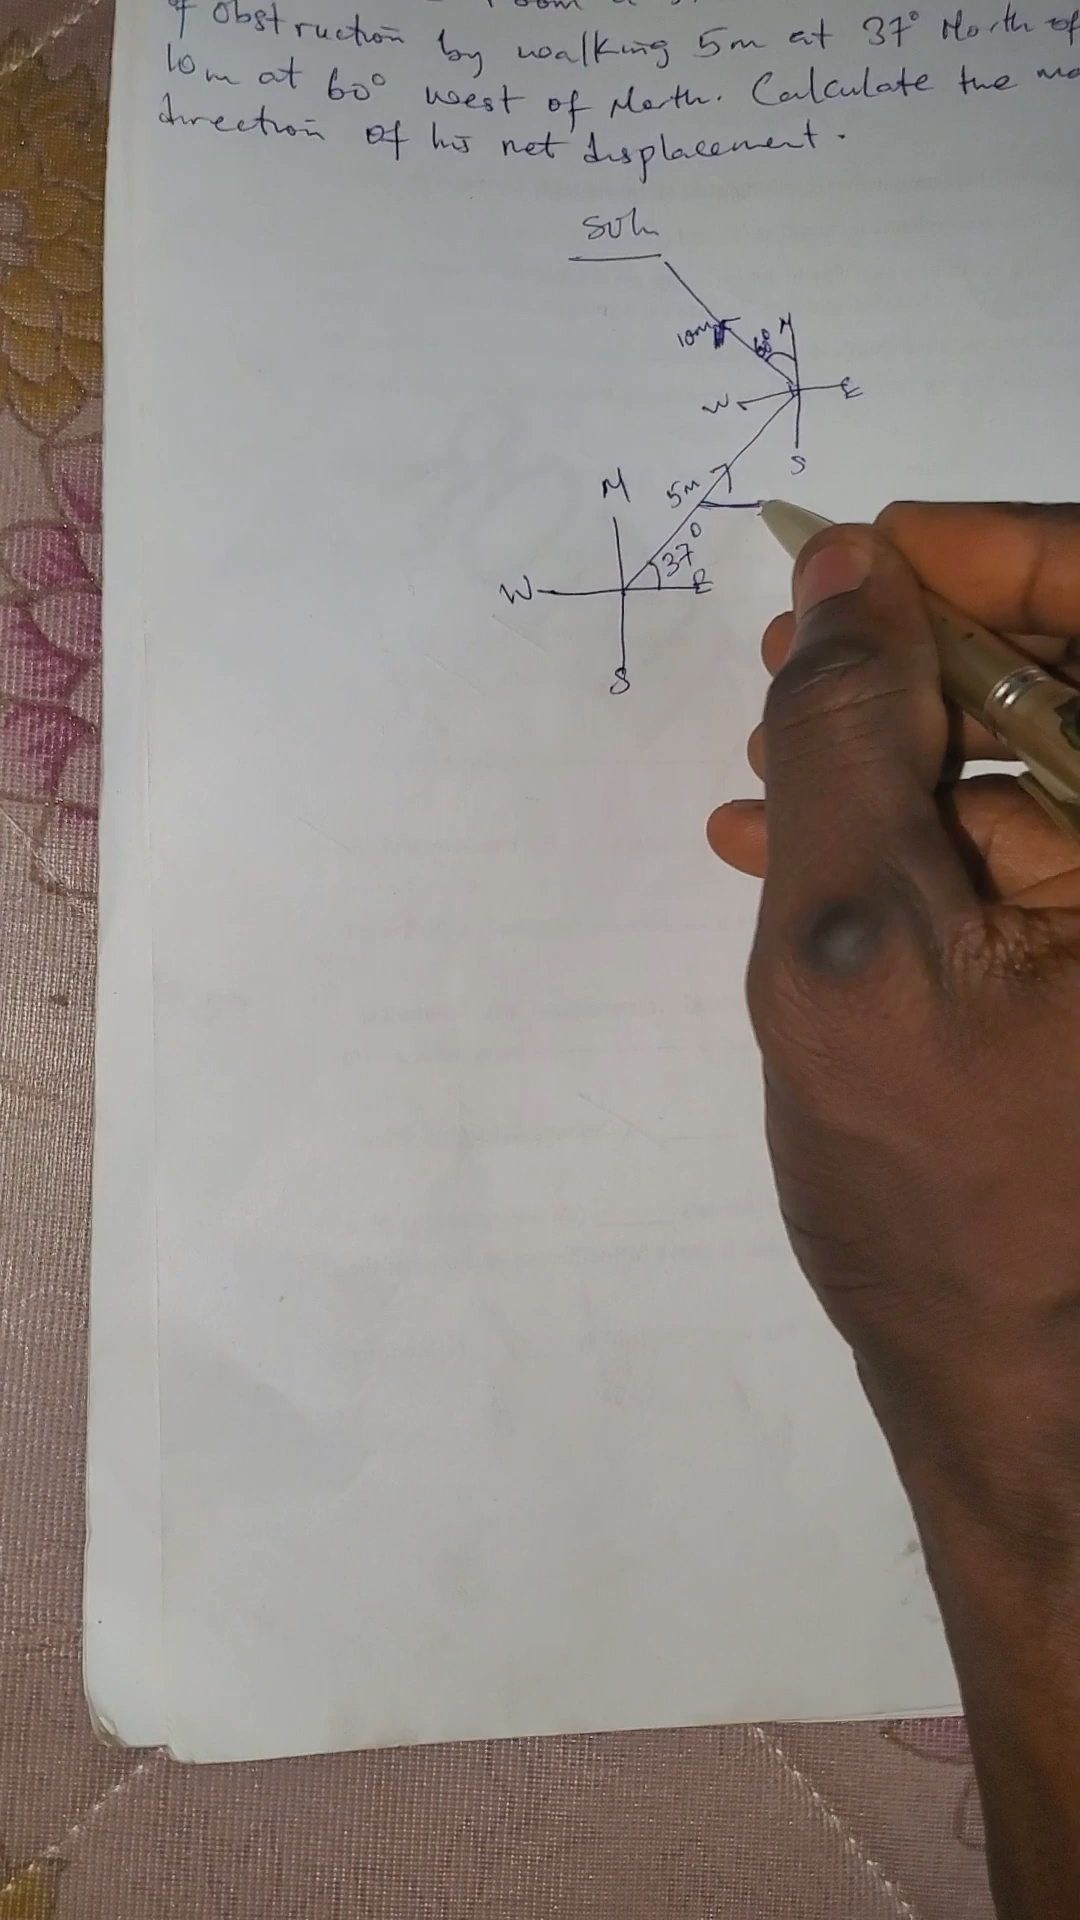 of obstruction by walking 5m at 37° North of
10m at 60° west of North. Calculate the
direction of his net displacement.
Soln
10m
60°
N
W
E
S
5m
N
37°
W
E
S